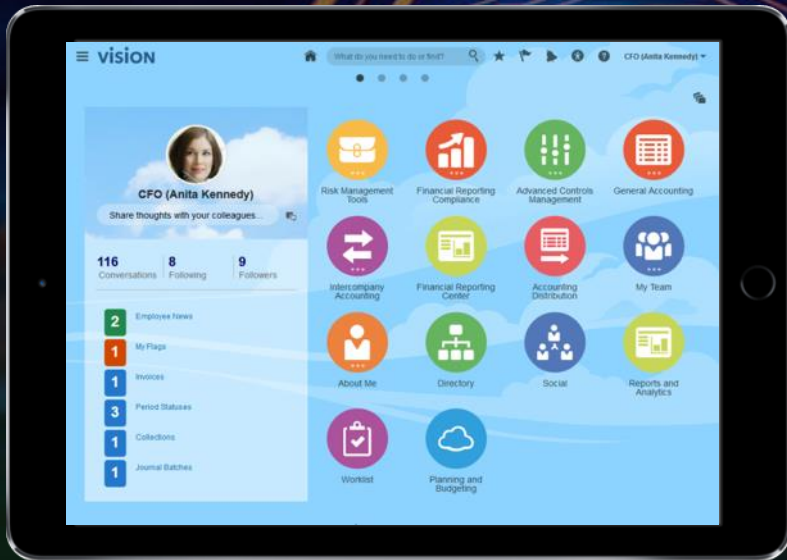 VISION
What do you need to do or find?
CFO (Anita Kennedy)
CFO (Anita Kennedy)
Share thoughts with your colleagues...
116 8 9
Conversations Following Followers
2 Employee News
1 My Flags
1 Invoices
3 Period Statuses
1 Collections
1 Journal Batches
Risk Management
Tools
Financial Reporting
Compliance
Advanced Controls
Management
General Accounting
Intercompany
Accounting
Financial Reporting
Center
Accounting
Distribution
My Team
About Me
Directory
Social
Reports and
Analytics
Worklist
Planning and
Budgeting